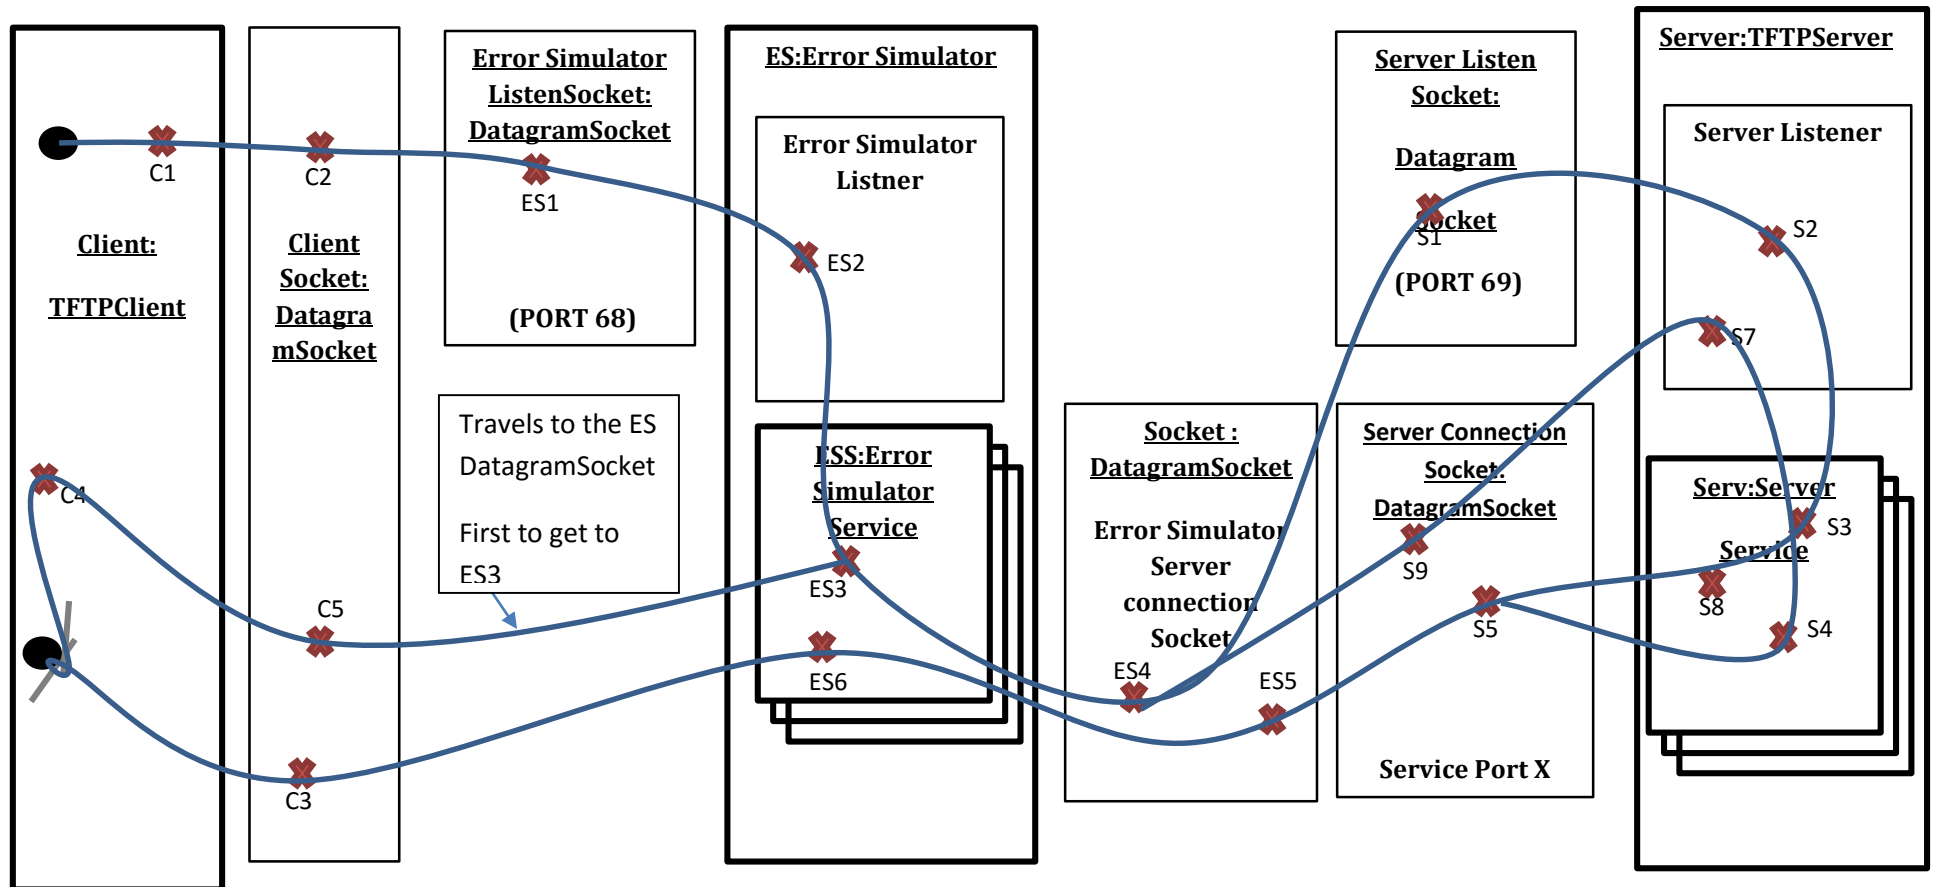 Client:
TFTPClient
C1
C4
Client
Socket:
Datagra
mSocket
C2
C5
C3
Error Simulator
ListenSocket:
DatagramSocket
ES1
(PORT 68)
Travels to the ES
DatagramSocket
First to get to
ES3
ES:Error Simulator
Error Simulator
Listner
ES2
ESS:Error
Simulator
Service
ES3
ES6
Socket :
DatagramSocket
Error Simulator
Server
connection
Socket
ES4
ES5
Server Listen
Socket:
Datagram
Socket
S1
(PORT 69)
Server Connection
Socket:
DatagramSocket
S9
S5
Service Port X
Server:TFTPServer
Server Listener
S2
S7
Serv:Server
Service
S3
S8
S4